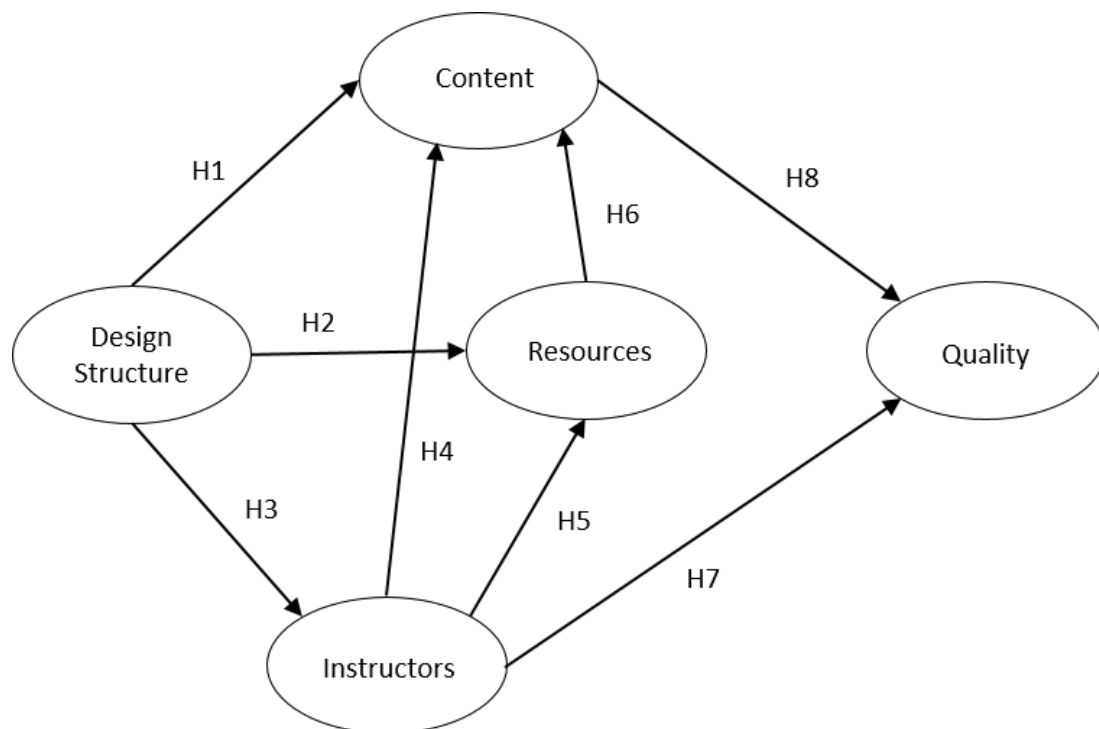 Content
H1
H8
H6
H2
Design
Structure
Resources
Quality
H4
H3
H5
H7
Instructors